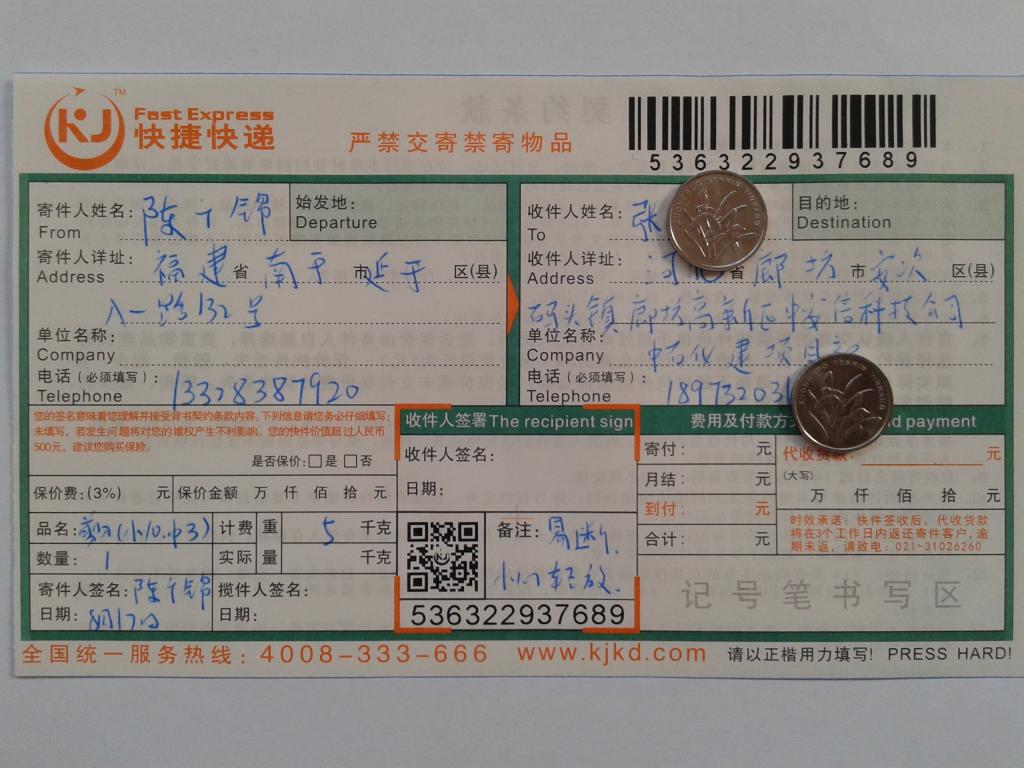 KJ TM
Fast Express
快捷快递
严禁交寄禁寄物品
536322937689
寄件人姓名：陈 锦
From
始发地：
Departure
寄件人详址：福建省 南平市 延平区(县)
Address
八一路132号
单位名称：
Company
电话（必须填写）：13328387920
Telephone
收件人姓名：张
To
目的地：
Destination
收件人详址：河北省 廊坊市 安次区(县)
Address
码头镇廊坊高新区中 信科技公司
单位名称：
Company
中石化建项目
电话（必须填写）：189732031
Telephone
您的签名意味着您理解并接受背书契约条款内容。下列信息请您务必仔细填写；
未填写，若发生问题将对您的维权产生不利影响。您的快件价值超过人民币
500元，建议您购买保险。
是否保价：□是 □否
保价费：(3%) 元 保价金额 万 仟 佰 拾 元
品名： (小10.中3) 计费重量 5 千克
数量：1 实际重量 千克
寄件人签名：陈 锦
日期：8月17日
揽件人签名：
日期：
收件人签署 The recipient sign
收件人签名：
日期：
KJ
备注：易断.
小心轻放.
536322937689
费用及付款方 d payment
寄付： 元
月结： 元
到付： 元
合计： 元
代收货款： 元
(大写)
万 仟 佰 拾 元
时效承诺：快件签收后，代收货款
将在3个工作日内返还寄件客户，逾
期未返，请致电：021-31026260
记号笔书写区
全国统一服务热线：4008-333-666 www.kjkd.com 请以正楷用力填写! PRESS HARD!